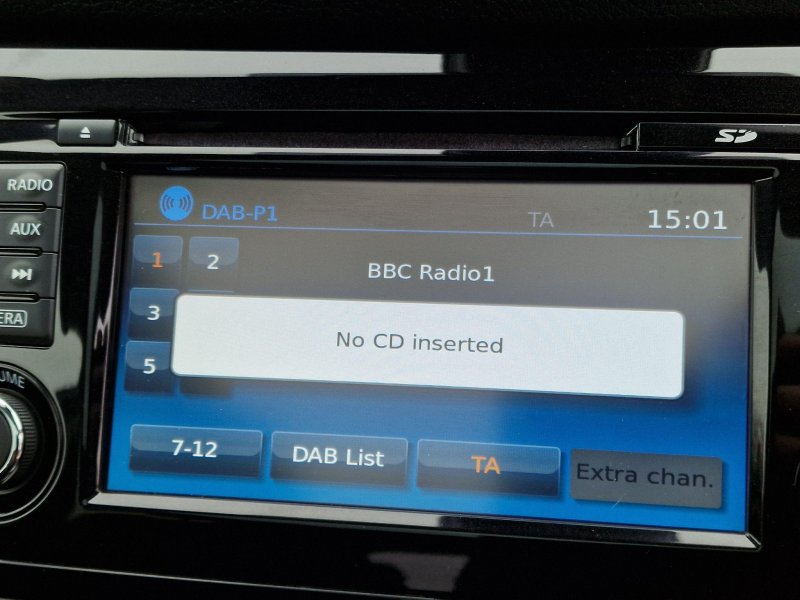 SD
RADIO
DAB-P1 TA 15:01
AUX
1 2 BBC Radio1
3
No CD inserted
5
7-12 DAB List TA Extra chan.